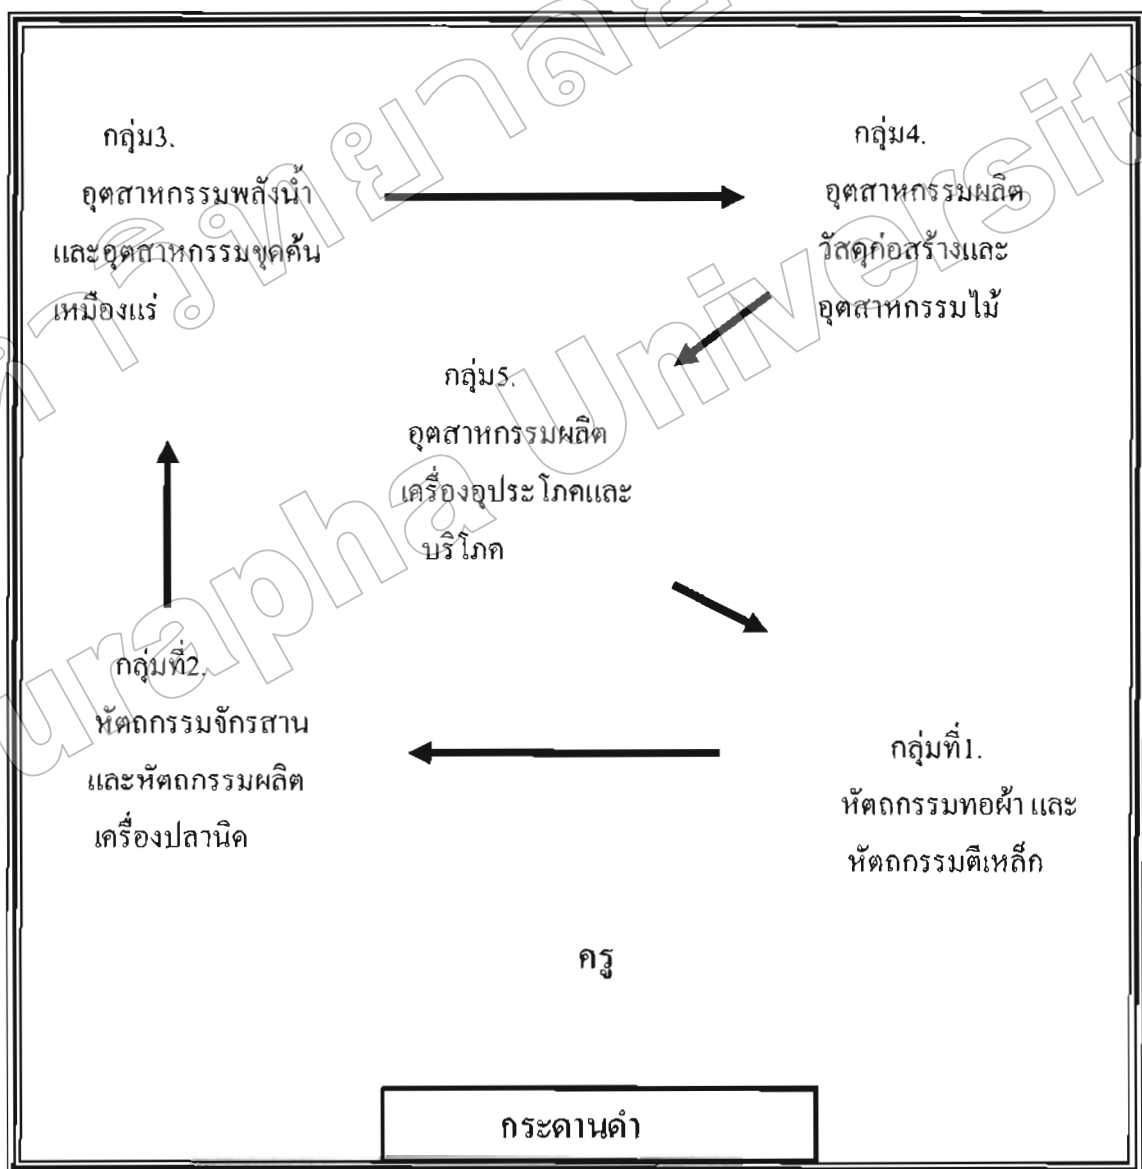 กลุ่ม3.
อุตสาหกรรมพลังน้ำ
และอุตสาหกรรมขุคค้น
เหมืองแร่
กลุ่ม4.
อุตสาหกรรมผลิต
วัสดุก่อสร้างและ
อุตสาหกรรมไม้
กลุ่ม5.
อุตสาหกรรมผลิต
เครื่องอุประโภคและ
บริโภค
กลุ่มที่2.
หัตถกรรมจักรสาน
และหัตถกรรมผลิต
เครื่องปลานิค
กลุ่มที่1.
หัตถกรรมทอผ้า และ
หัตถกรรมตีเหล็ก
ครู
กระดานดำ
Burapha University